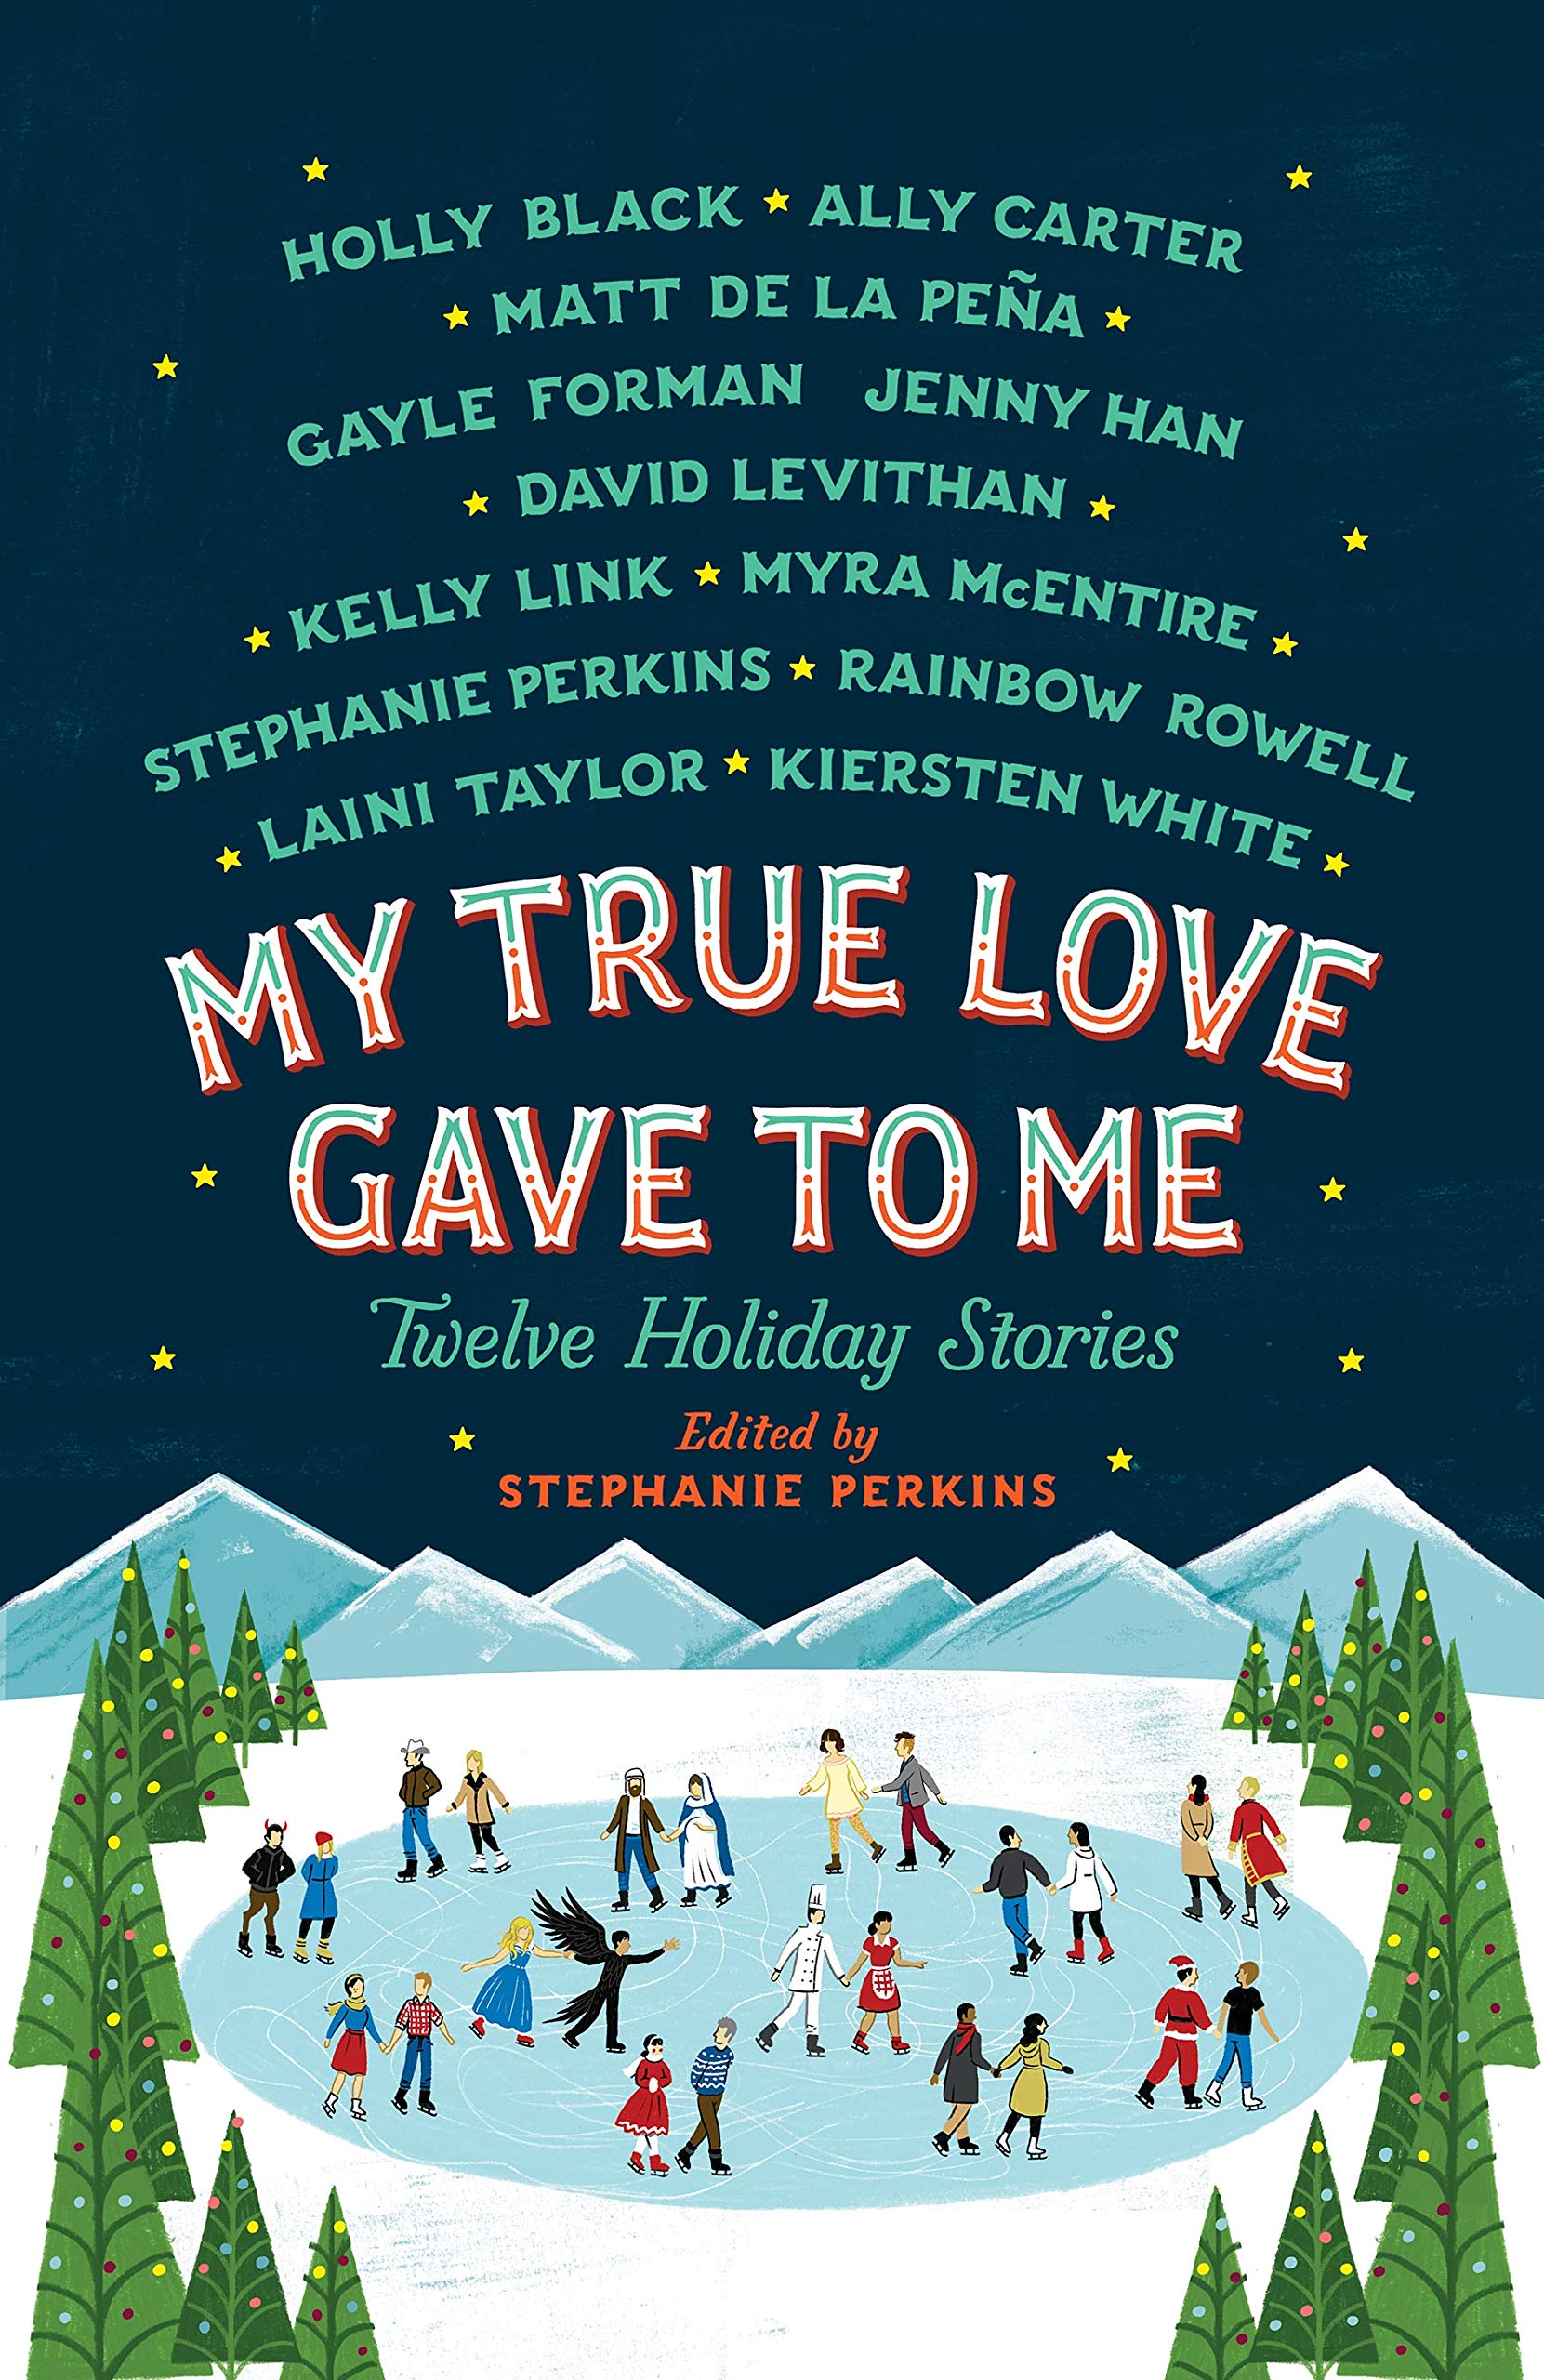 HOLLY BLACK ALLY CARTER
MATT DE LA PEÑA
GAYLE FORMAN JENNY HAN
DAVID LEVITHAN
KELLY LINK MYRA McENTIRE
STEPHANIE PERKINS RAINBOW ROWELL
LAINI TAYLOR KIERSTEN WHITE
MY TRUE LOVE
GAVE TO ME
Twelve Holiday Stories
Edited by
STEPHANIE PERKINS